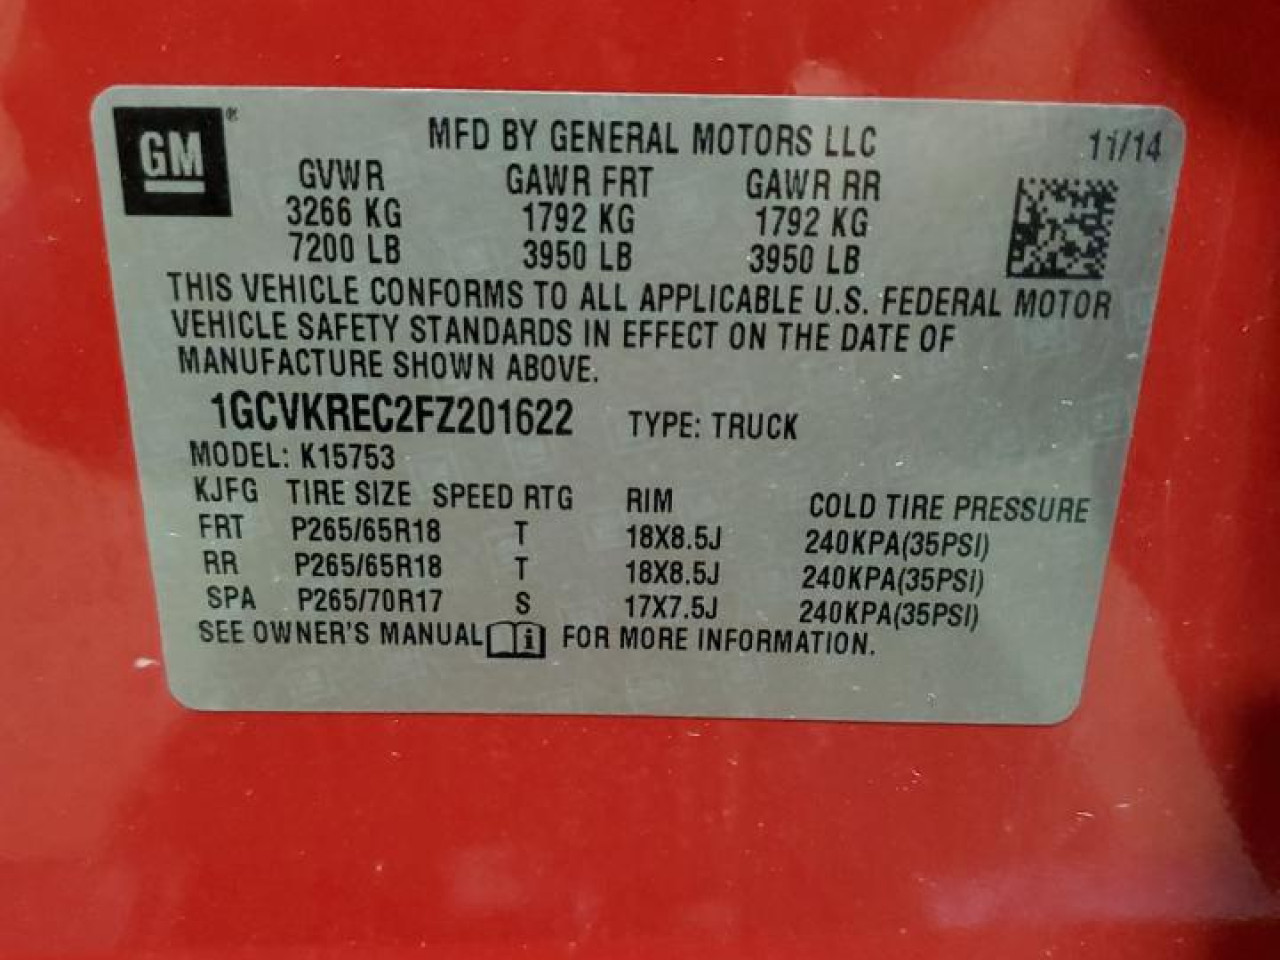 GM®
MFD BY GENERAL MOTORS LLC 11/14
GVWR GAWR FRT GAWR RR
3266 KG 1792 KG 1792 KG
7200 LB 3950 LB 3950 LB
THIS VEHICLE CONFORMS TO ALL APPLICABLE U.S. FEDERAL MOTOR
VEHICLE SAFETY STANDARDS IN EFFECT ON THE DATE OF
MANUFACTURE SHOWN ABOVE.
1GCVKREC2FZ201622 TYPE: TRUCK
MODEL: K15753
KJFG TIRE SIZE SPEED RTG RIM COLD TIRE PRESSURE
FRT P265/65R18 T 18X8.5J 240KPA(35PSI)
RR P265/65R18 T 18X8.5J 240KPA(35PSI)
SPA P265/70R17 S 17X7.5J 240KPA(35PSI)
SEE OWNER'S MANUAL i FOR MORE INFORMATION.